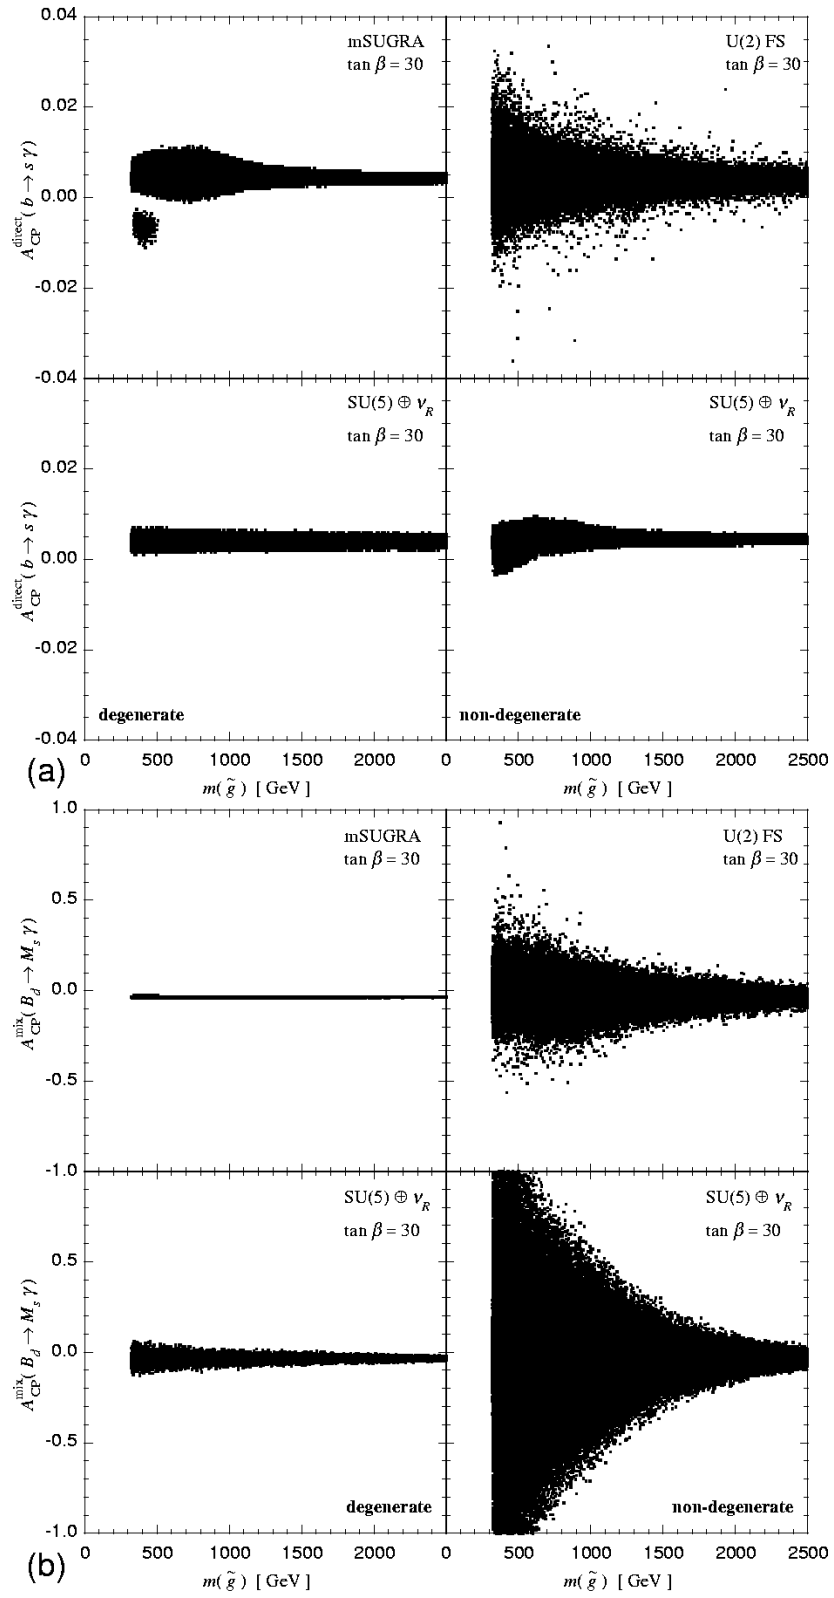 0.04
mSUGRA
tan β = 30
U(2) FS
tan β = 30
0.02
0.00
-0.02
-0.04
A_CP^direct ( b → s γ)
SU(5) ⊕ ν_R
tan β = 30
SU(5) ⊕ ν_R
tan β = 30
0.02
0.00
-0.02
-0.04
A_CP^direct ( b → s γ)
degenerate
non-degenerate
0 500 1000 1500 2000 0 500 1000 1500 2000 2500
(a)
m( g̃ ) [ GeV ]
m( g̃ ) [ GeV ]
1.0
mSUGRA
tan β = 30
U(2) FS
tan β = 30
0.5
0.0
-0.5
-1.0
A_CP^mix ( B_d → M_s γ)
SU(5) ⊕ ν_R
tan β = 30
SU(5) ⊕ ν_R
tan β = 30
0.5
0.0
-0.5
-1.0
A_CP^mix ( B_d → M_s γ)
degenerate
non-degenerate
0 500 1000 1500 2000 0 500 1000 1500 2000 2500
(b)
m( g̃ ) [ GeV ]
m( g̃ ) [ GeV ]